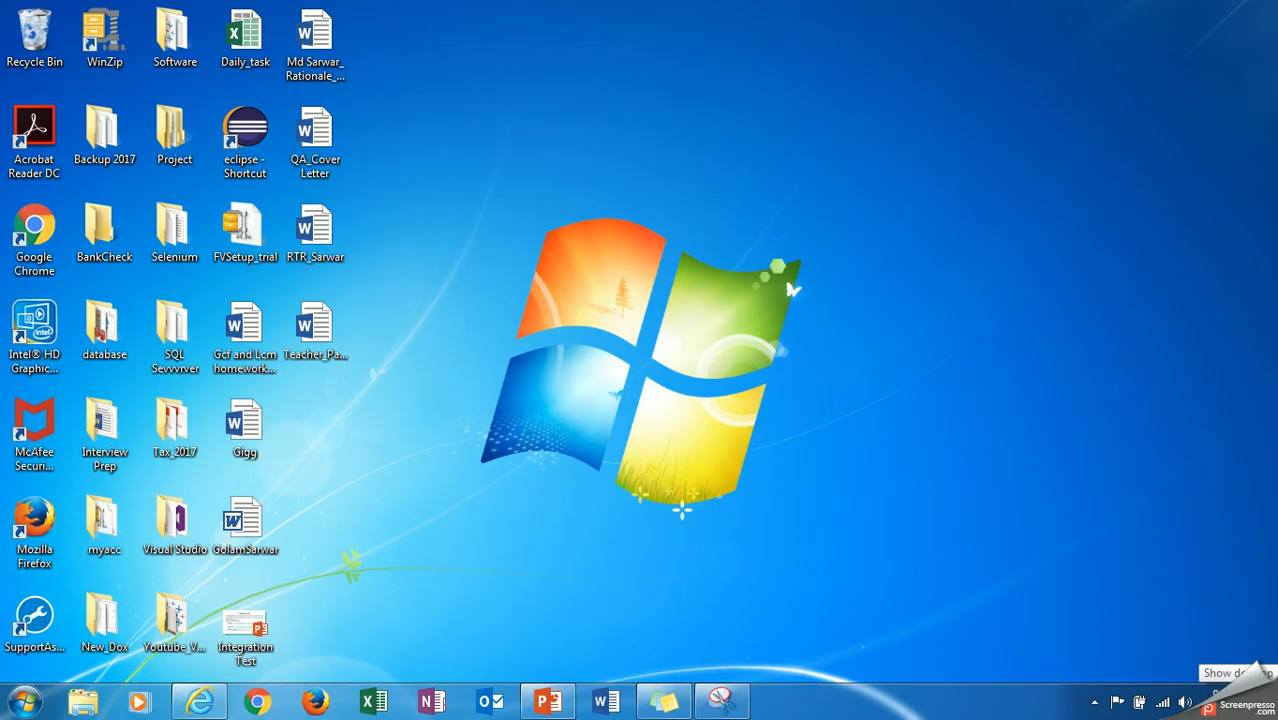 Recycle Bin
WinZip
Software
Daily_task
Md Sarwar_
Rationale_...
Acrobat
Reader DC
Backup 2017
Project
eclipse -
Shortcut
QA_Cover
Letter
Google
Chrome
BankCheck
Selenium
FVSetup_trial
RTR_Sarwar
Intel® HD
Graphic...
database
SQL
Sevvvrver
Gcf and Lcm
homework...
Teacher_Pa...
McAfee
Securi...
Interview
Prep
Tax_2017
Gigg
Mozilla
Firefox
myacc
Visual Studio
GolamSarwar
SupportAs...
New_Dox
Youtube_V...
Integration
Test
Show
Screenpresso
.com